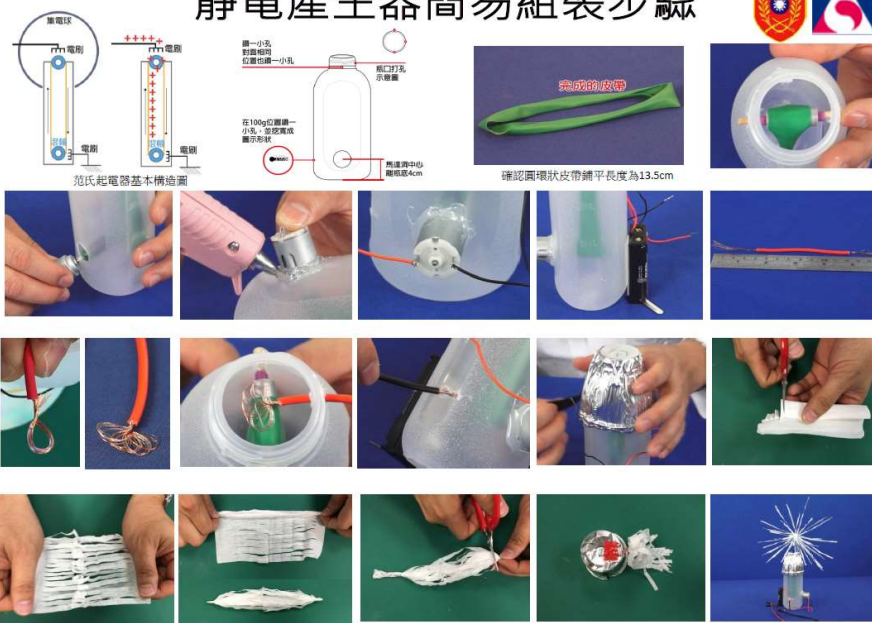 靜電產生器簡易組裝步驟
集電球
電刷
電刷
電刷
電刷
范氏起電器基本構造圖
鑽一小孔
對面相同
位置也鑽一小孔
瓶口打孔
示意圖
在100g位置鑽一
小孔，並挖寬成
圖示形狀
馬達洞中心
離瓶底4cm
完成的皮帶
確認圓環狀皮帶鋪平長度為13.5cm